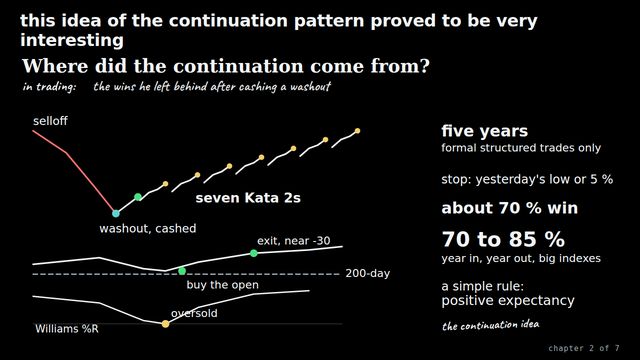 this idea of the continuation pattern proved to be very
interesting
Where did the continuation come from?
in trading: the wins he left behind after cashing a washout
selloff
seven Kata 2s
washout, cashed
exit, near -30
200-day
buy the open
oversold
Williams %R
five years
formal structured trades only
stop: yesterday's low or 5 %
about 70 % win
70 to 85 %
year in, year out, big indexes
a simple rule:
positive expectancy
the continuation idea
chapter 2 of 7